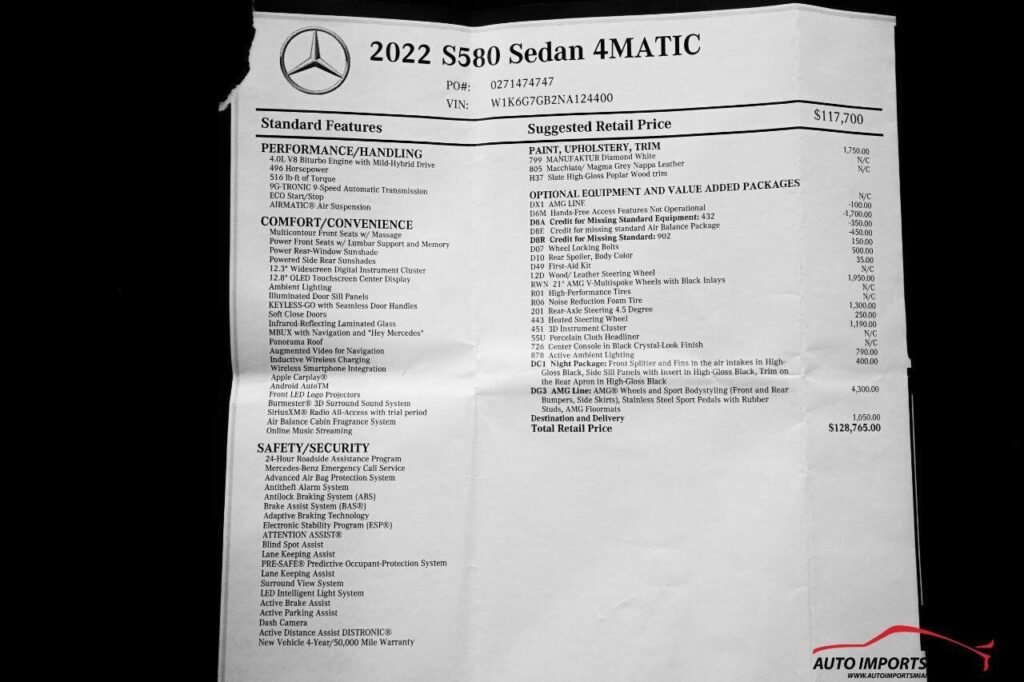 2022 S580 Sedan 4MATIC
PO#: 0271474747
VIN: W1K6G7GB2NA124400
Standard Features
PERFORMANCE/HANDLING
4.0L V8 Biturbo Engine with Mild-Hybrid Drive
496 Horsepower
516 lb-ft of Torque
9G-TRONIC 9-Speed Automatic Transmission
ECO Start/Stop
AIRMATIC® Air Suspension
COMFORT/CONVENIENCE
Multicontour Front Seats w/ Massage
Power Front Seats w/ Lumbar Support and Memory
Power Rear-Window Sunshade
Powered Side Rear Sunshades
12.3" Widescreen Digital Instrument Cluster
12.8" OLED Touchscreen Center Display
Ambient Lighting
Illuminated Door Sill Panels
KEYLESS-GO with Seamless Door Handles
Soft Close Doors
Infrared-Reflecting Laminated Glass
MBUX with Navigation and "Hey Mercedes"
Panorama Roof
Augmented Video for Navigation
Inductive Wireless Charging
Wireless Smartphone Integration
Apple Carplay®
Android AutoTM
Front LED Logo Projectors
Burmester® 3D Surround Sound System
SiriusXM® Radio All-Access with trial period
Air Balance Cabin Fragrance System
Online Music Streaming
SAFETY/SECURITY
24-Hour Roadside Assistance Program
Mercedes-Benz Emergency Call Service
Advanced Air Bag Protection System
Antitheft Alarm System
Antilock Braking System (ABS)
Brake Assist System (BAS®)
Adaptive Braking Technology
Electronic Stability Program (ESP®)
ATTENTION ASSIST®
Blind Spot Assist
Lane Keeping Assist
PRE-SAFE® Predictive Occupant-Protection System
Lane Keeping Assist
Surround View System
LED Intelligent Light System
Active Brake Assist
Active Parking Assist
Dash Camera
Active Distance Assist DISTRONIC®
New Vehicle 4-Year/50,000 Mile Warranty
Suggested Retail Price $117,700
PAINT, UPHOLSTERY, TRIM
799 MANUFAKTUR Diamond White 1,750.00
805 Macchiato/ Magma Grey Nappa Leather N/C
H37 Slate High-Gloss Poplar Wood trim N/C
OPTIONAL EQUIPMENT AND VALUE ADDED PACKAGES
DX1 AMG LINE N/C
D6M Hands-Free Access Features Not Operational -100.00
D8A Credit for Missing Standard Equipment: 432 -1,700.00
D8E Credit for missing standard Air Balance Package -350.00
D8R Credit for Missing Standard: 902 -450.00
D07 Wheel Locking Bolts 150.00
D10 Rear Spoiler, Body Color 500.00
D49 First-Aid Kit 35.00
L2D Wood/ Leather Steering Wheel N/C
RWN 21" AMG V-Multispoke Wheels with Black Inlays 1,950.00
R01 High-Performance Tires N/C
R06 Noise Reduction Foam Tire N/C
201 Rear-Axle Steering 4.5 Degree 1,300.00
443 Heated Steering Wheel 250.00
451 3D Instrument Cluster 1,190.00
55U Porcelain Cloth Headliner N/C
726 Center Console in Black Crystal-Look Finish N/C
878 Active Ambient Lighting 790.00
DC1 Night Package: Front Splitter and Fins in the air intakes in High- 400.00
Gloss Black, Side Sill Panels with Insert in High-Gloss Black, Trim on
the Rear Apron in High-Gloss Black
DG3 AMG Line: AMG® Wheels and Sport Bodystyling (Front and Rear 4,300.00
Bumpers, Side Skirts), Stainless Steel Sport Pedals with Rubber
Studs, AMG Floormats
Destination and Delivery 1,050.00
Total Retail Price $128,765.00
AUTO IMPORTS
WWW.AUTOIMPORTSMIA